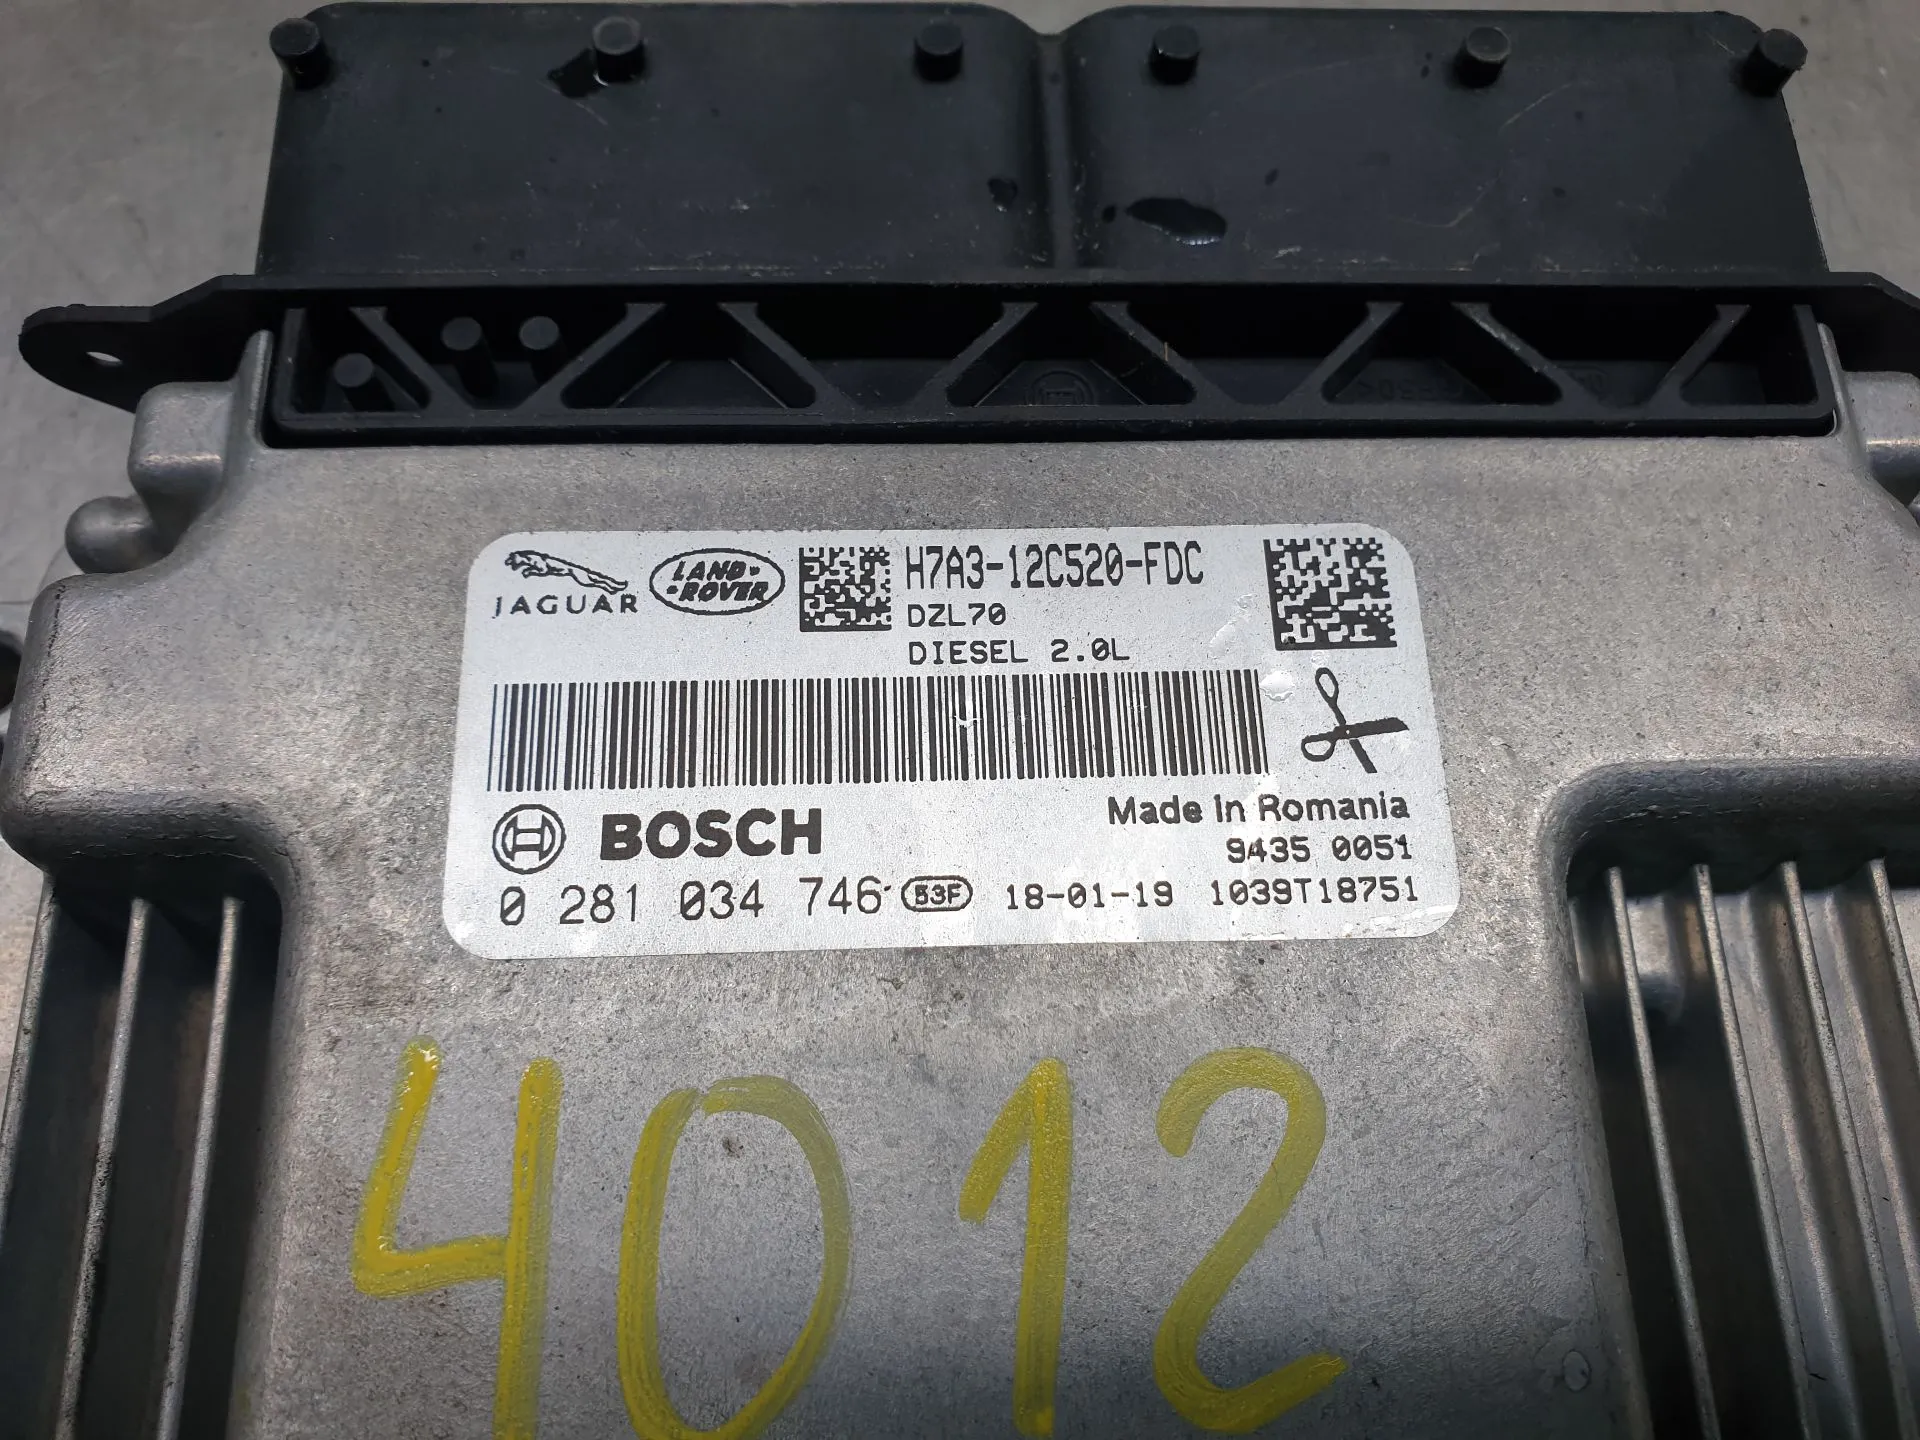 JAGUAR
LAND-
-ROVER
H7A3-12C520-FDC
DZL70
DIESEL 2.0L
BOSCH
Made in Romania
9435 0051
0 281 034 746 53F 18-01-19 1039T18751
4012